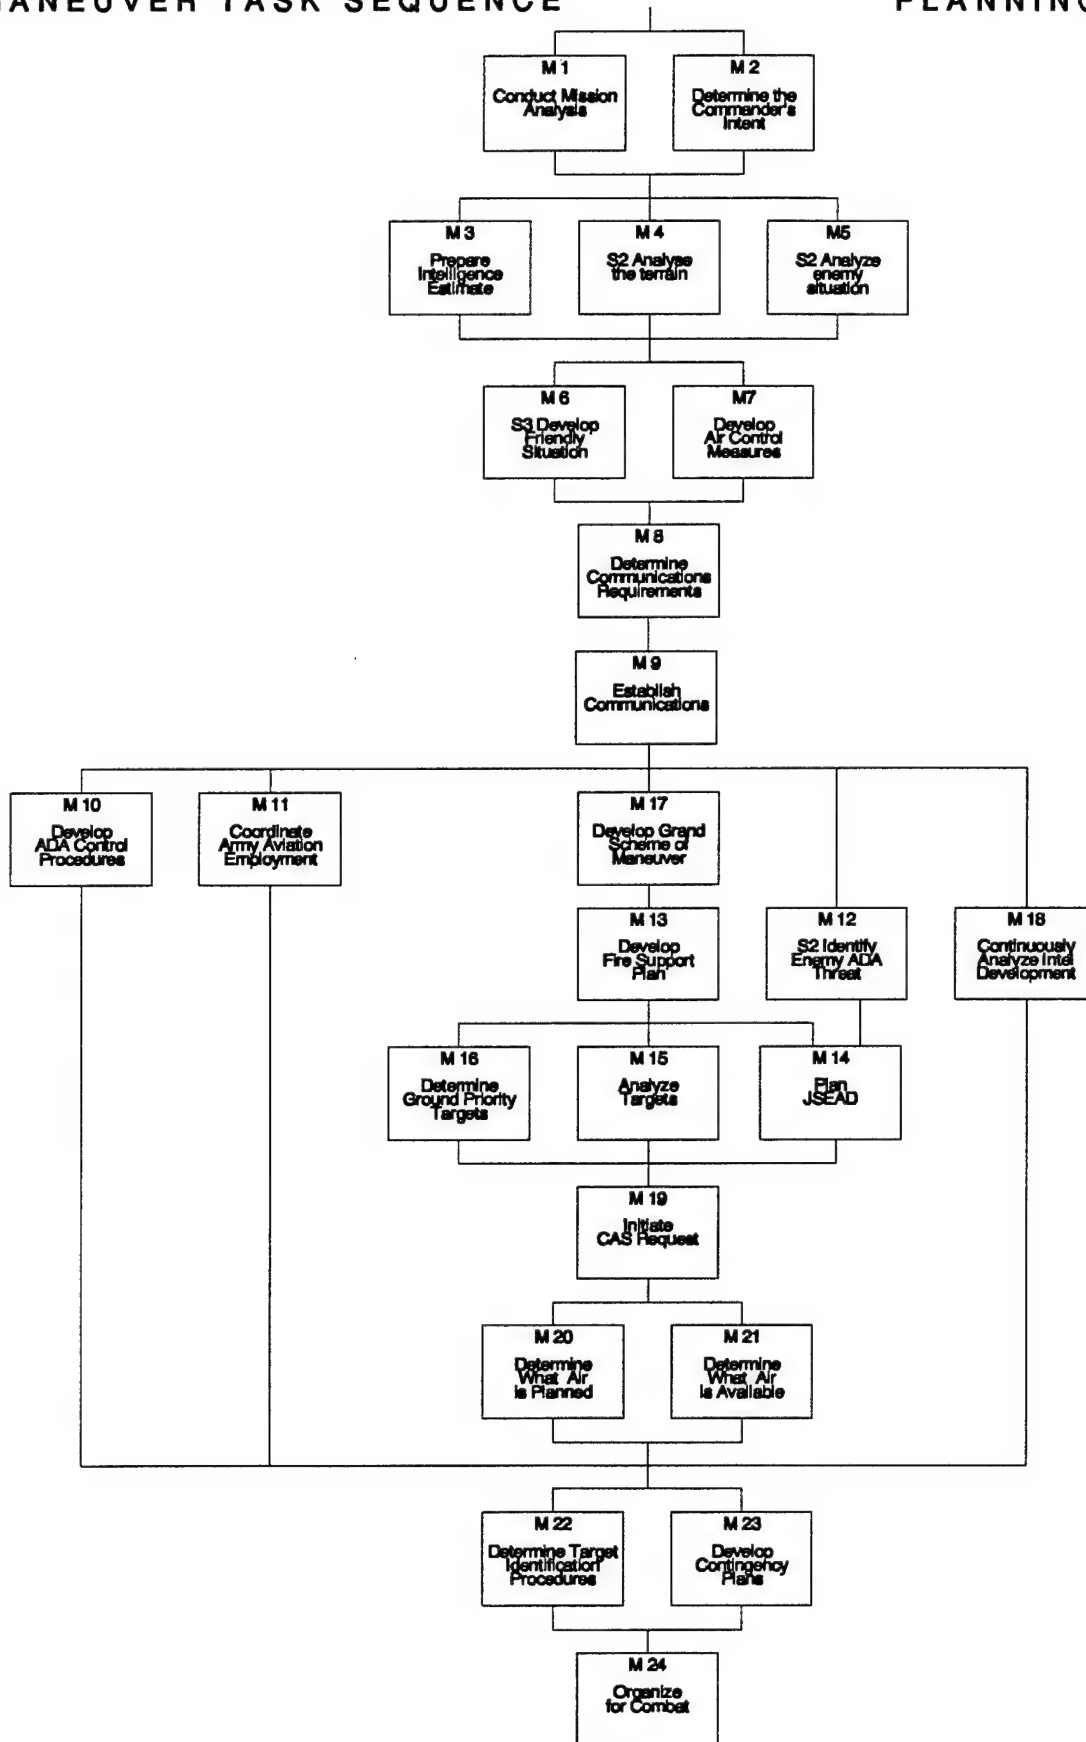 ANEUVER TASK SEQUENCE
PLANNING
M 1
Conduct Mission
Analysis
M 2
Determine the
Commander's
Intent
M 3
Prepare
Intelligence
Estimate
M 4
S2 Analyse
the terrain
M5
S2 Analyze
enemy
situation
M 6
S3 Develop
Friendly
Situation
M7
Develop
Air Control
Measures
M 8
Determine
Communications
Requirements
M 9
Establish
Communications
M 10
Develop
ADA Control
Procedures
M 11
Coordinate
Army Aviation
Employment
M 17
Develop Grand
Scheme of
Maneuver
M 13
Develop
Fire Support
Plan
M 12
S2 Identify
Enemy ADA
Threat
M 18
Continuously
Analyze Intel
Development
M 16
Determine
Ground Priority
Targets
M 15
Analyze
Targets
M 14
Plan
JSEAD
M 19
Initiate
CAS Request
M 20
Determine
What Air
is Planned
M 21
Determine
What Air
is Available
M 22
Determine Target
Identification
Procedures
M 23
Develop
Contingency
Plans
M 24
Organize
for Combat